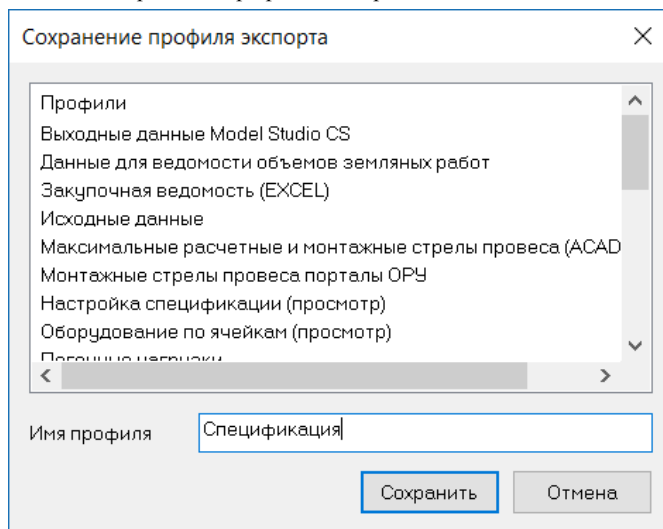 Сохранение профиля экспорта
Профили
Выходные данные Model Studio CS
Данные для ведомости объемов земляных работ
Закупочная ведомость (EXCEL)
Исходные данные
Максимальные расчетные и монтажные стрелы провеса (ACAD
Монтажные стрелы провеса порталы ОРУ
Настройка спецификации (просмотр)
Оборудование по ячейкам (просмотр)
Имя профиля
Спецификация
Сохранить
Отмена